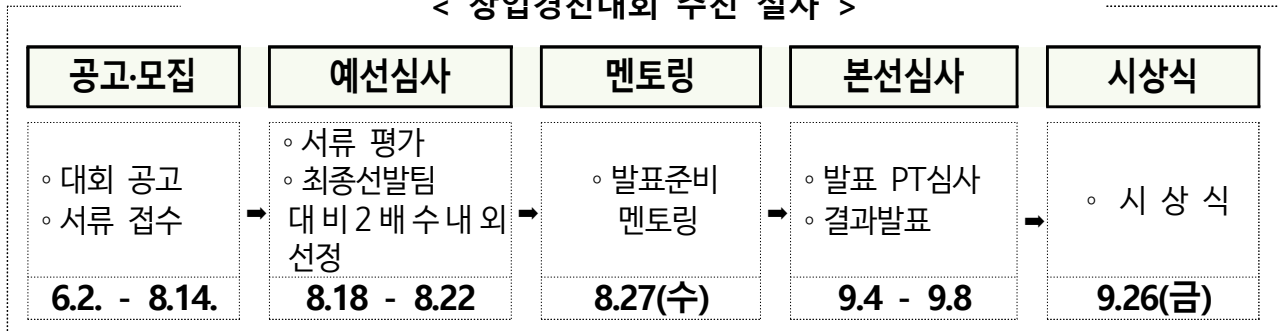 < 창업경진대회 추진 절차 >
공고·모집
예선심사
멘토링
본선심사
시상식
◦대회 공고
◦서류 접수
➡
◦서류 평가
◦최종선발팀
대비2배수내외
선정
➡
◦발표준비
멘토링
➡
◦발표 PT심사
◦결과발표
➡
◦ 시 상 식
6.2. - 8.14.
8.18 - 8.22
8.27(수)
9.4 - 9.8
9.26(금)